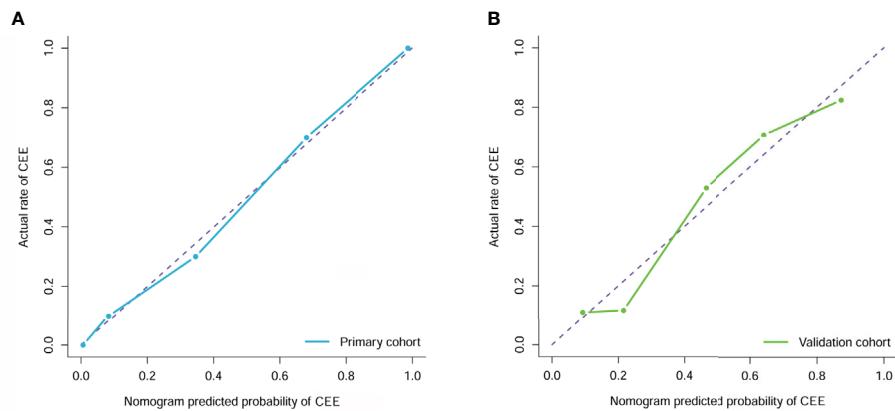 A
B
Actual rate of CEE
1.0
0.8
0.6
0.4
0.2
0.0
Primary cohort
0.0 0.2 0.4 0.6 0.8 1.0
Nomogram predicted probability of CEE
Actual rate of CEE
1.0
0.8
0.6
0.4
0.2
0.0
Validation cohort
0.0 0.2 0.4 0.6 0.8 1.0
Nomogram predicted probability of CEE